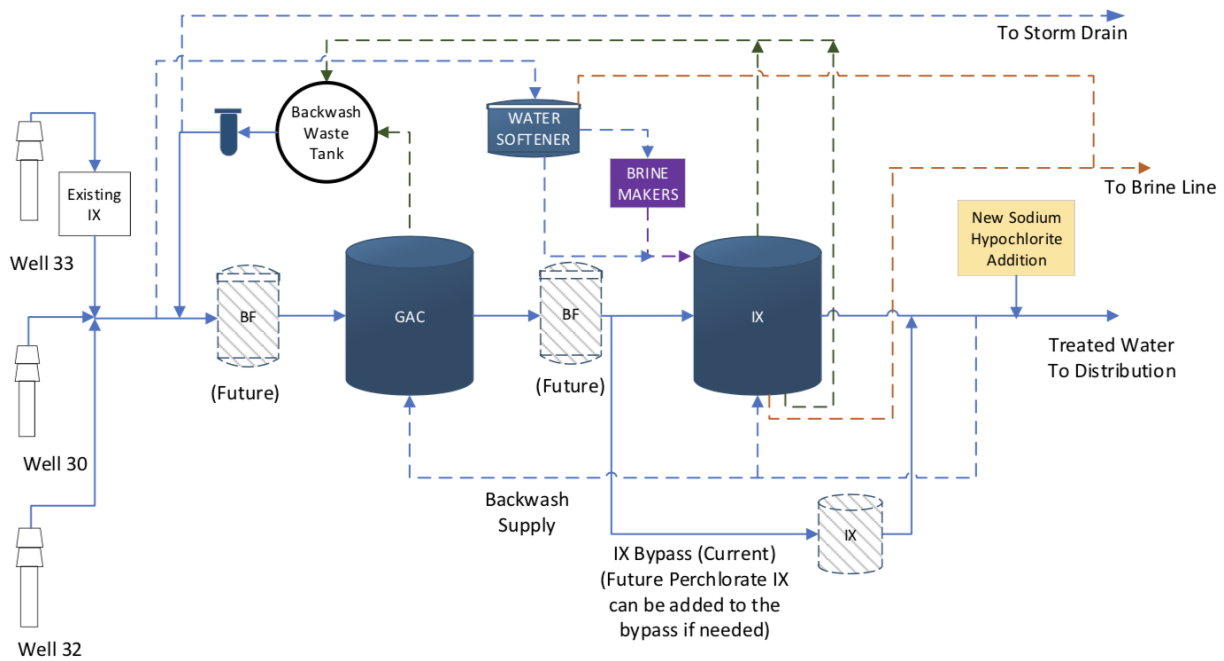 To Storm Drain
Backwash
Waste
Tank
WATER
SOFTENER
BRINE
MAKERS
To Brine Line
Existing
IX
New Sodium
Hypochlorite
Addition
Well 33
BF
GAC
BF
IX
(Future)
(Future)
Treated Water
To Distribution
Well 30
Backwash
Supply
IX
IX Bypass (Current)
(Future Perchlorate IX
can be added to the
bypass if needed)
Well 32